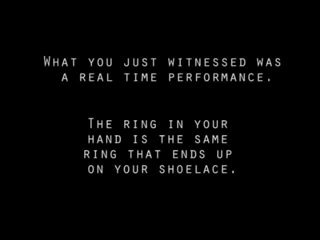 What you just witnessed was
a real time performance.
The ring in your
hand is the same
ring that ends up
on your shoelace.